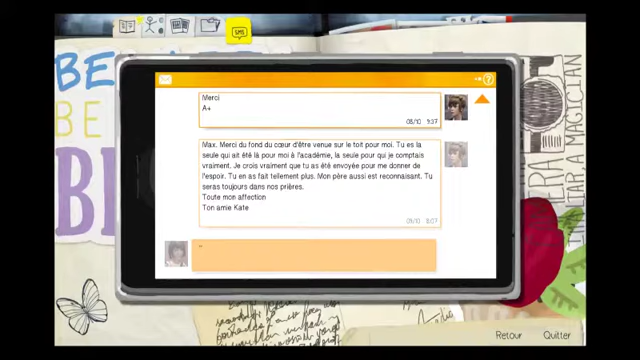 SMS
Merci
A+
08/10 9:37
Max. Merci du fond du cœur d'être venue sur le toit pour moi. Tu es la
seule qui ait été là pour moi à l'académie, la seule pour qui je comptais
vraiment. Je crois vraiment que tu as été envoyée pour me donner de
l'espoir. Tu en as fait tellement plus. Mon père aussi est reconnaissant. Tu
seras toujours dans nos prières.
Toute mon affection
Ton amie Kate
09/10 8:07
...
MAGICIAN
LIAR A
Retour
Quitter